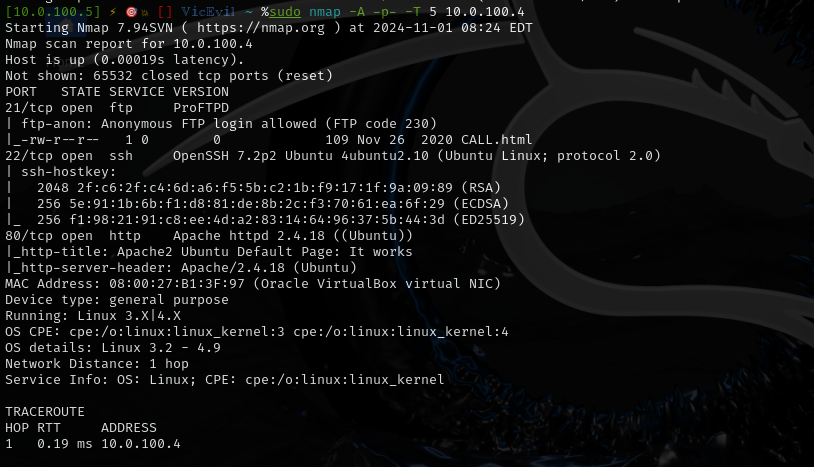 [10.0.100.5] ⚡ 🎯💥 [] VicEvil ~ %sudo nmap -A -p- -T 5 10.0.100.4
Starting Nmap 7.94SVN ( https://nmap.org ) at 2024-11-01 08:24 EDT
Nmap scan report for 10.0.100.4
Host is up (0.00019s latency).
Not shown: 65532 closed tcp ports (reset)
PORT   STATE SERVICE VERSION
21/tcp open  ftp     ProFTPD
| ftp-anon: Anonymous FTP login allowed (FTP code 230)
|_-rw-r--r--   1 0        0             109 Nov 26  2020 CALL.html
22/tcp open  ssh     OpenSSH 7.2p2 Ubuntu 4ubuntu2.10 (Ubuntu Linux; protocol 2.0)
| ssh-hostkey:
|   2048 2f:c6:2f:c4:6d:a6:f5:5b:c2:1b:f9:17:1f:9a:09:89 (RSA)
|   256 5e:91:1b:6b:f1:d8:81:de:8b:2c:f3:70:61:ea:6f:29 (ECDSA)
|_  256 f1:98:21:91:c8:ee:4d:a2:83:14:64:96:37:5b:44:3d (ED25519)
80/tcp open  http    Apache httpd 2.4.18 ((Ubuntu))
|_http-title: Apache2 Ubuntu Default Page: It works
|_http-server-header: Apache/2.4.18 (Ubuntu)
MAC Address: 08:00:27:B1:3F:97 (Oracle VirtualBox virtual NIC)
Device type: general purpose
Running: Linux 3.X|4.X
OS CPE: cpe:/o:linux:linux_kernel:3 cpe:/o:linux:linux_kernel:4
OS details: Linux 3.2 - 4.9
Network Distance: 1 hop
Service Info: OS: Linux; CPE: cpe:/o:linux:linux_kernel

TRACEROUTE
HOP RTT     ADDRESS
1   0.19 ms 10.0.100.4